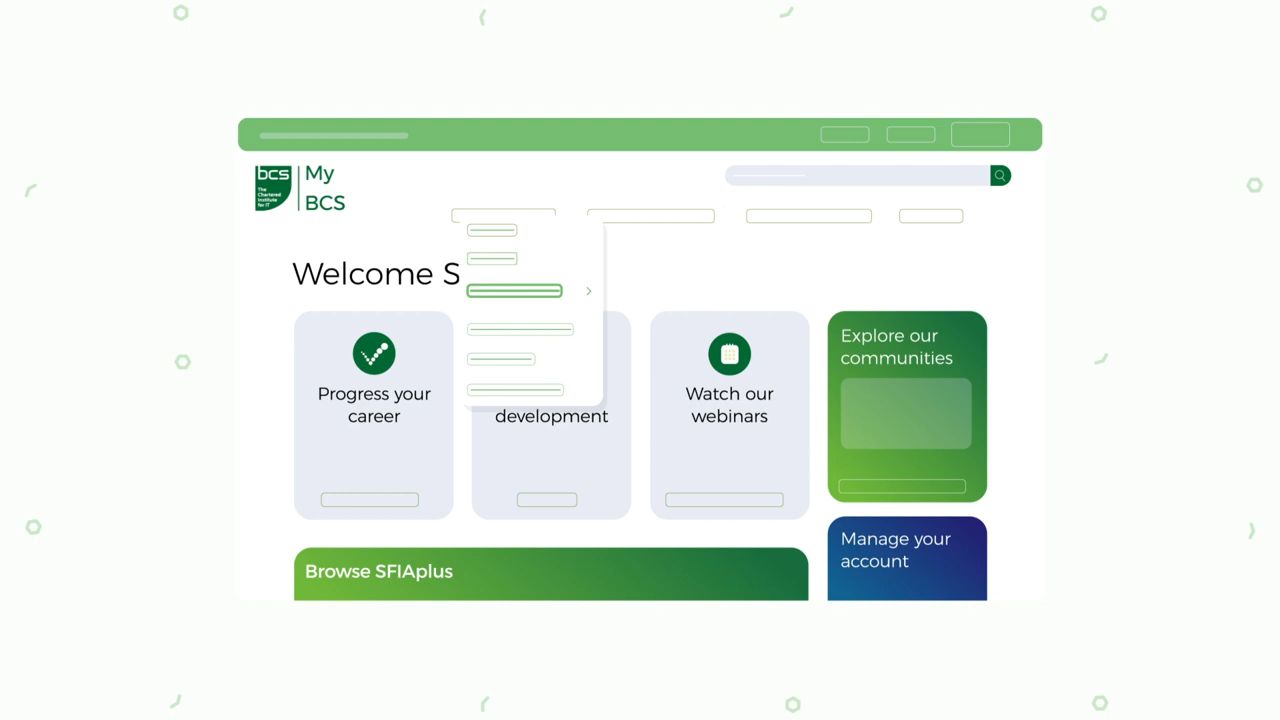 bcs
The
Chartered
Institute
for IT
My
BCS
Welcome S
Progress your
career
development
Watch our
webinars
Explore our
communities
Manage your
account
Browse SFIAplus